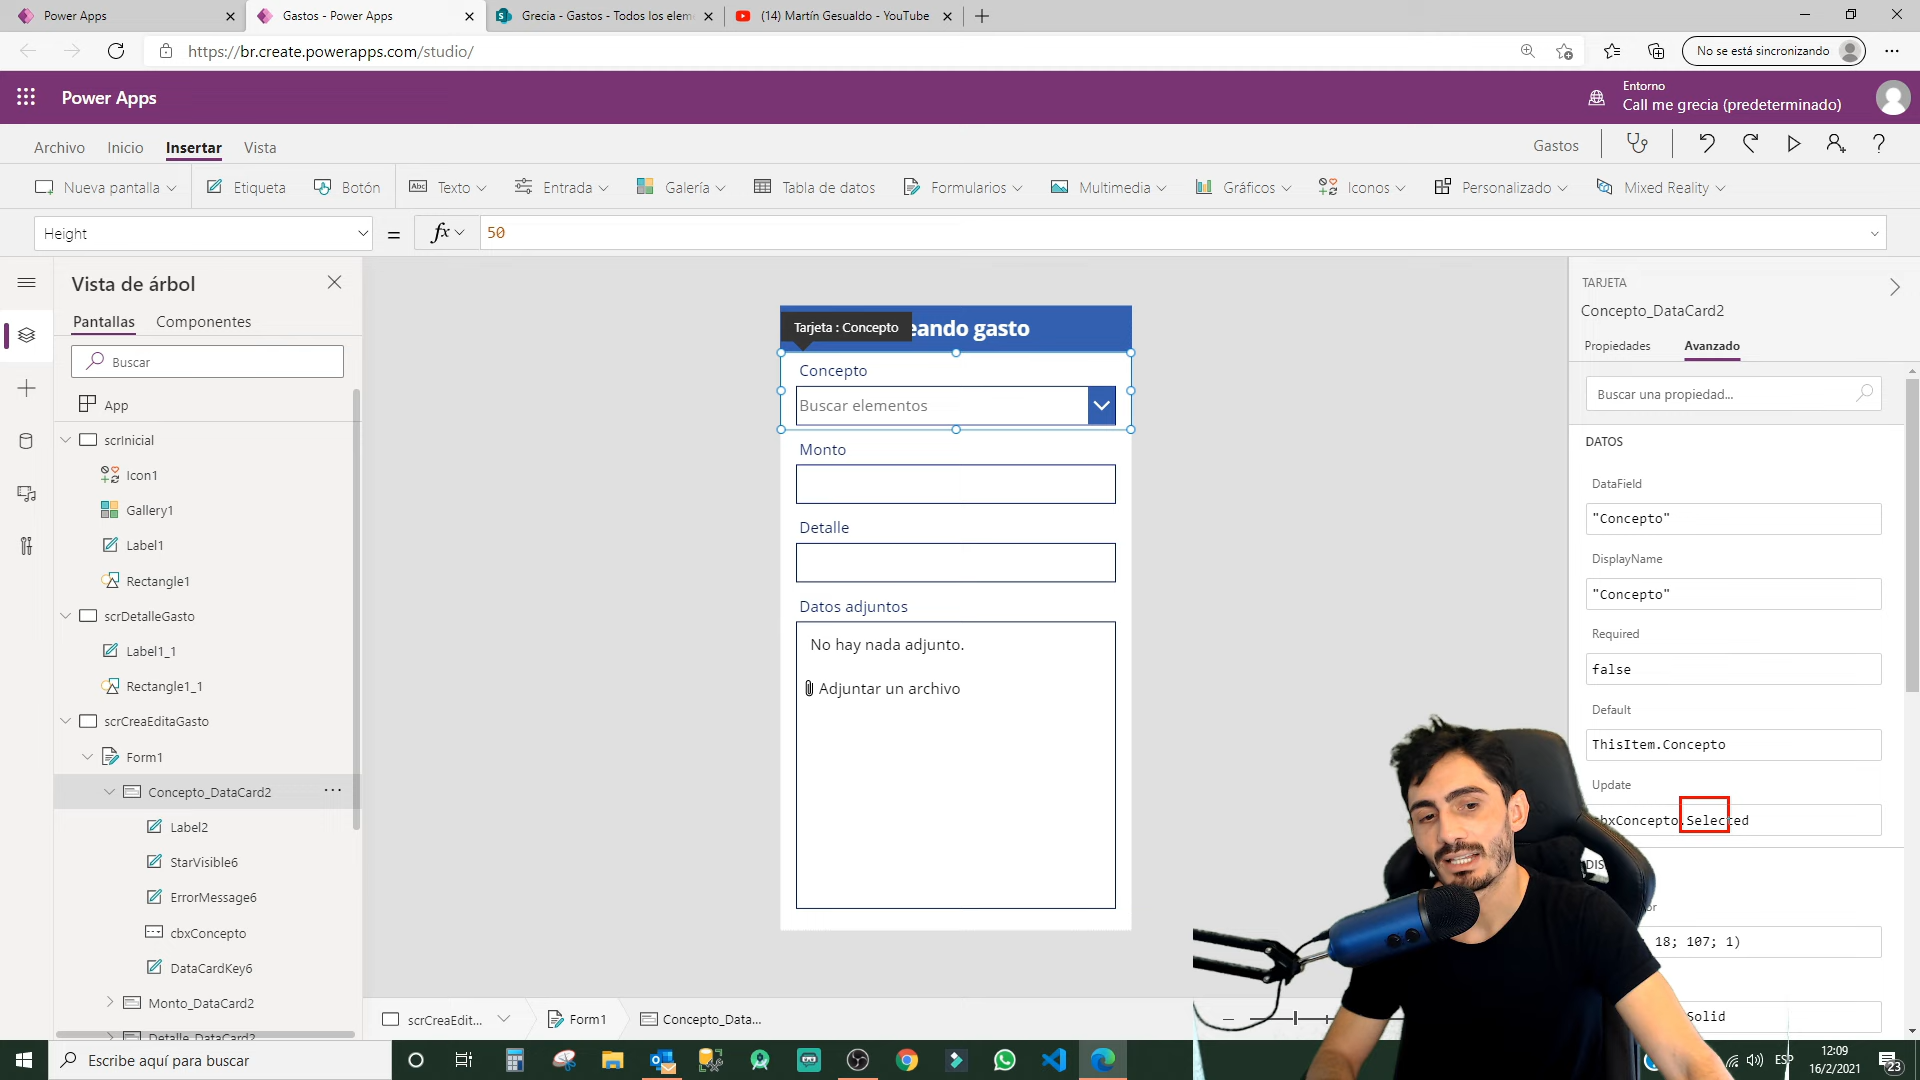 Power Apps
Gastos - Power Apps
Grecia - Gastos - Todos los elem
(14) Martín Gesualdo - YouTube
https://br.create.powerapps.com/studio/
No se está sincronizando
Power Apps
Entorno
Call me grecia (predeterminado)
Archivo
Inicio
Insertar
Vista
Gastos
Nueva pantalla
Etiqueta
Botón
Abc
Texto
Entrada
Galería
Tabla de datos
Formularios
Multimedia
Gráficos
Iconos
Personalizado
Mixed Reality
Height
=
fx
50
Vista de árbol
Pantallas
Componentes
Buscar
App
scrInicial
Icon1
Gallery1
Label1
Rectangle1
scrDetalleGasto
Label1_1
Rectangle1_1
scrCreaEditaGasto
Form1
Concepto_DataCard2
Label2
StarVisible6
ErrorMessage6
cbxConcepto
DataCardKey6
Monto_DataCard2
Detalle_DataCard2
Tarjeta : Concepto
eando gasto
Concepto
Buscar elementos
Monto
Detalle
Datos adjuntos
No hay nada adjunto.
Adjuntar un archivo
scrCreaEdit...
Form1
Concepto_Data...
TARJETA
Concepto_DataCard2
Propiedades
Avanzado
Buscar una propiedad...
DATOS
DataField
"Concepto"
DisplayName
"Concepto"
Required
false
Default
ThisItem.Concepto
Update
cbxConcepto.Selected
18; 107; 1)
Solid
Escribe aquí para buscar
ESP
12:09
16/2/2021
23